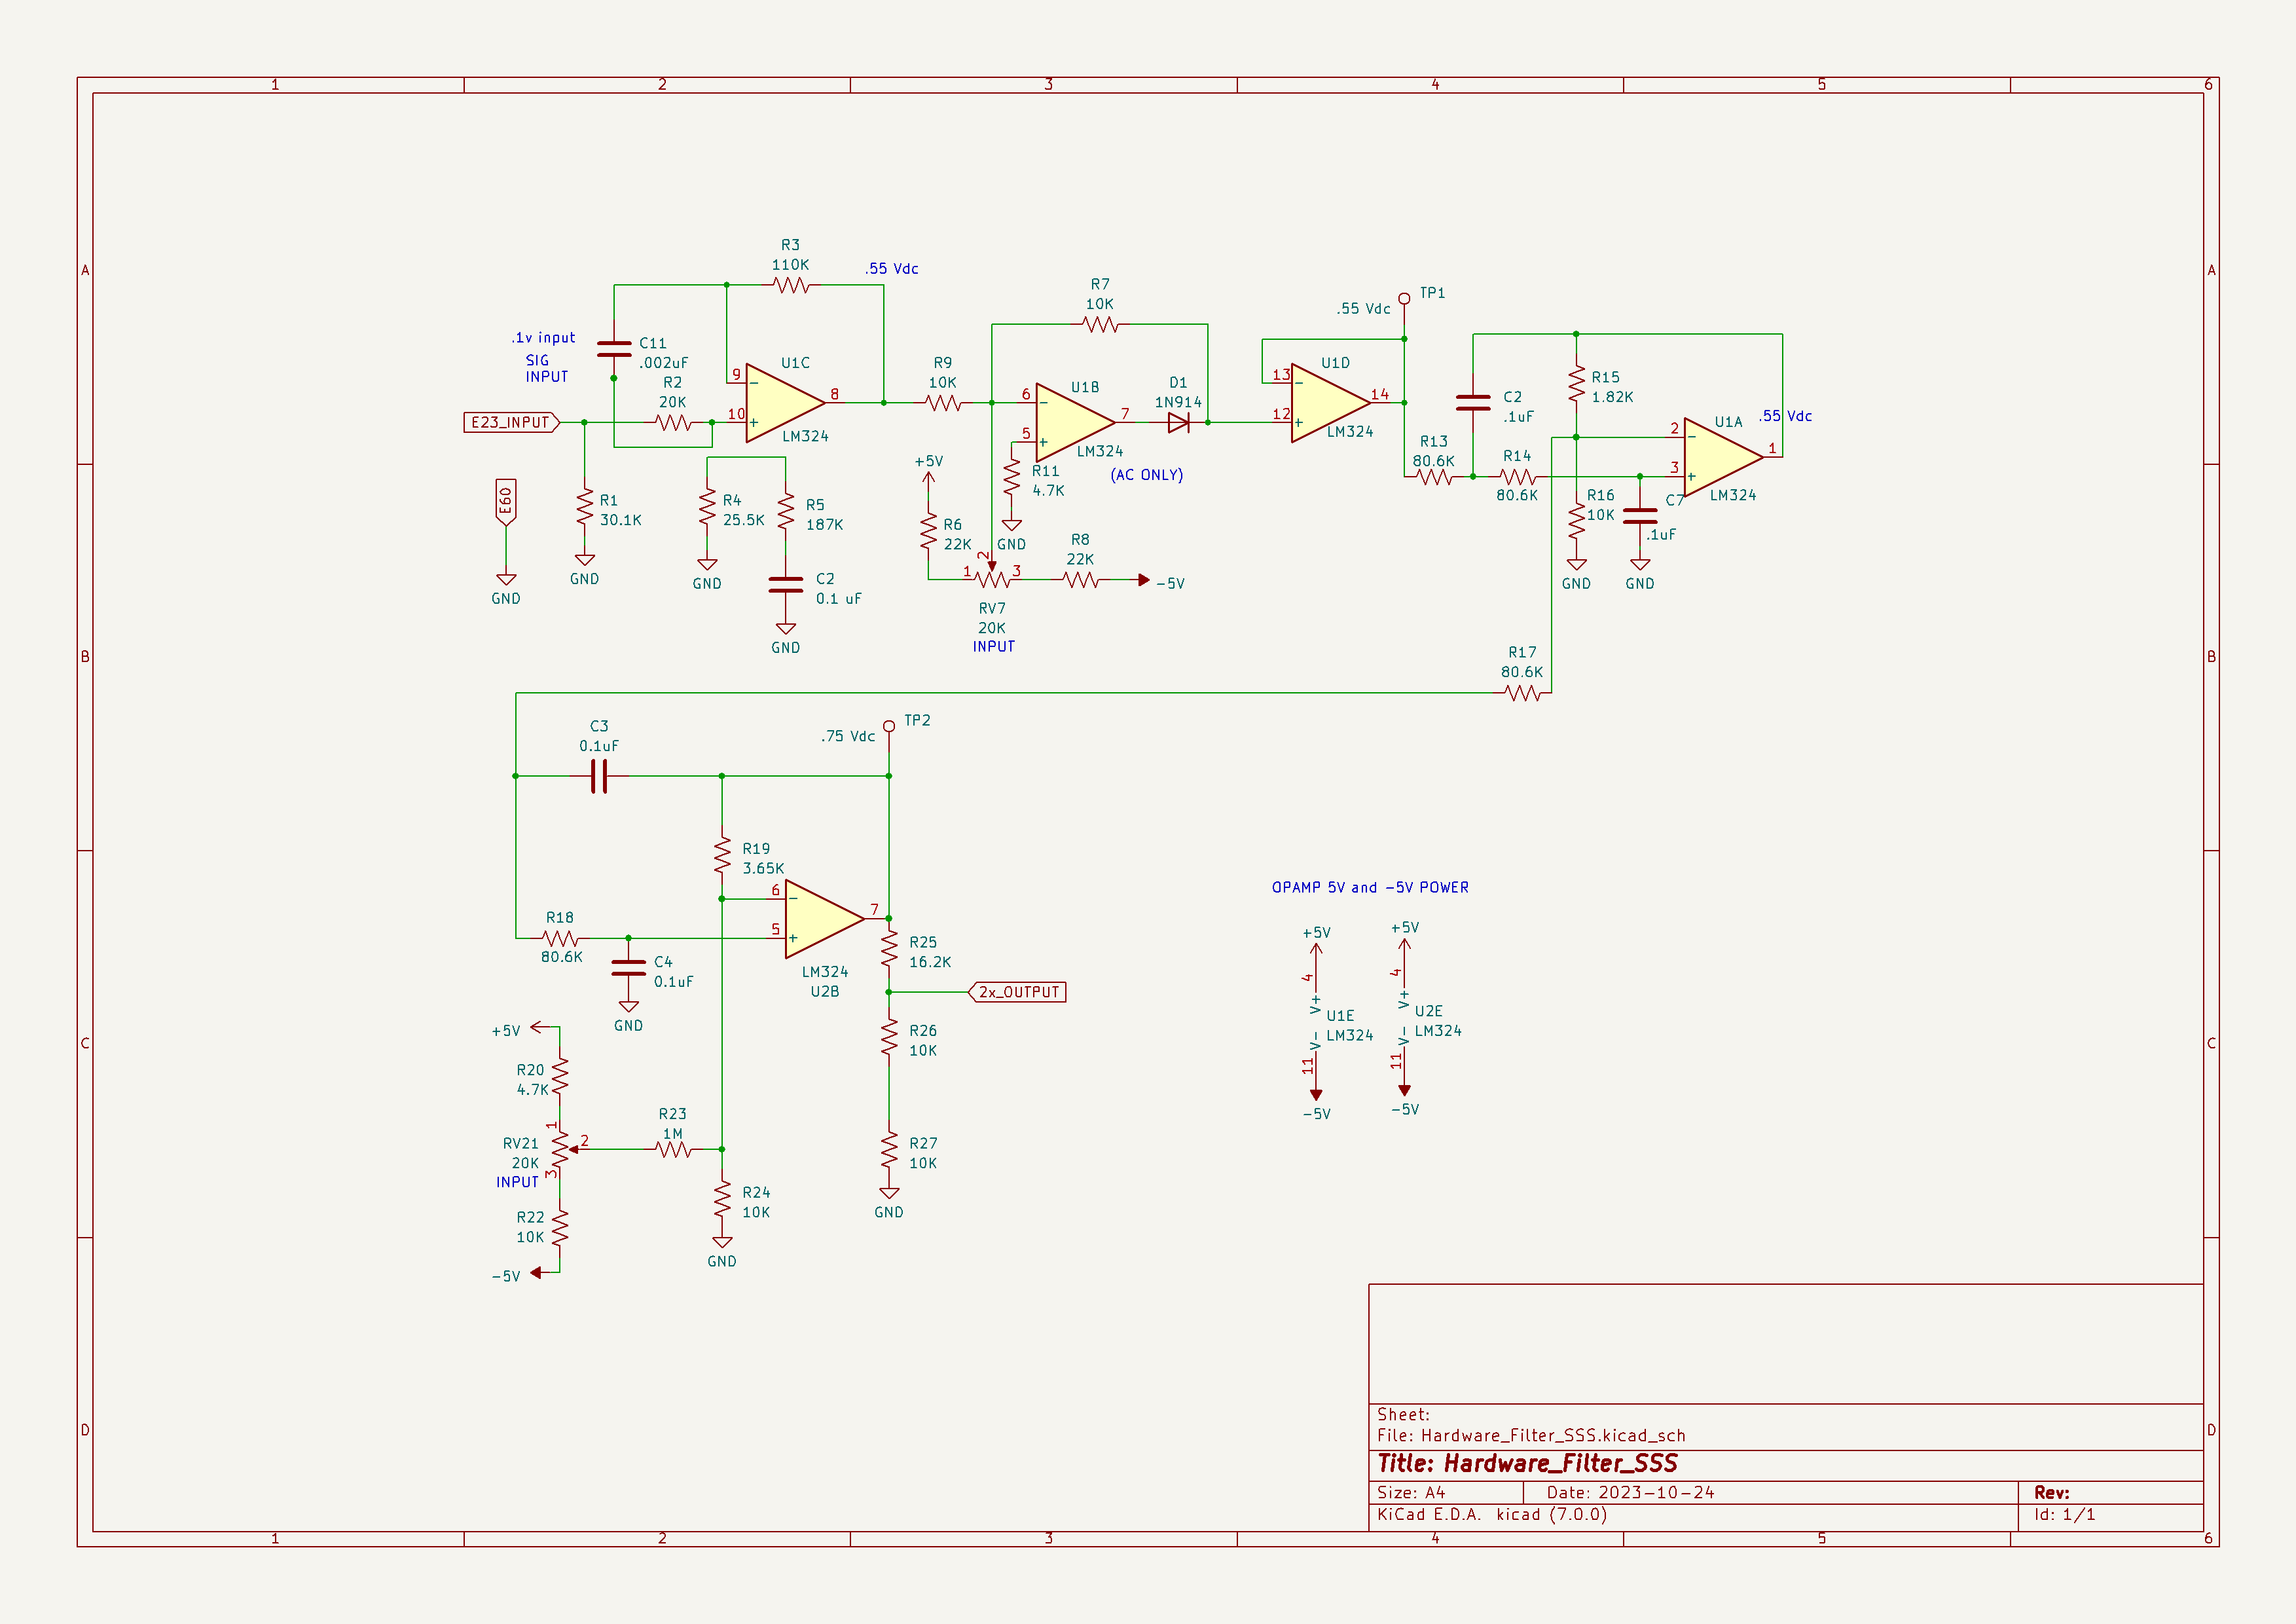 1 2 3 4 5 6
A
B
C
D
A
B
C
D
1 2 3 4 5 6
R3
110K
.55 Vdc
.1v input
SIG
INPUT
C11
.002uF
R2
20K
E23_INPUT
9
10
8
U1C
LM324
E60
GND
R1
30.1K
GND
R4
25.5K
GND
R5
187K
C2
0.1 uF
GND
R9
10K
R7
10K
6
5
7
U1B
LM324
D1
1N914
(AC ONLY)
R11
4.7K
GND
+5V
R6
22K
1
2
3
RV7
20K
INPUT
R8
22K
-5V
TP1
.55 Vdc
13
12
14
U1D
LM324
R13
80.6K
C2
.1uF
R14
80.6K
R15
1.82K
R16
10K
GND
C7
.1uF
GND
2
3
1
U1A
LM324
.55 Vdc
R17
80.6K
C3
0.1uF
TP2
.75 Vdc
R19
3.65K
R18
80.6K
C4
0.1uF
GND
6
5
7
LM324
U2B
R25
16.2K
2x_OUTPUT
R26
10K
R27
10K
GND
+5V
R20
4.7K
1
2
3
RV21
20K
INPUT
R22
10K
-5V
R23
1M
R24
10K
GND
OPAMP 5V and -5V POWER
+5V
4
V+
V-
11
U1E
LM324
-5V
+5V
4
V+
V-
11
U2E
LM324
-5V
Sheet:
File: Hardware_Filter_SSS.kicad_sch
Title: Hardware_Filter_SSS
Size: A4 Date: 2023-10-24 Rev:
KiCad E.D.A. kicad (7.0.0) Id: 1/1